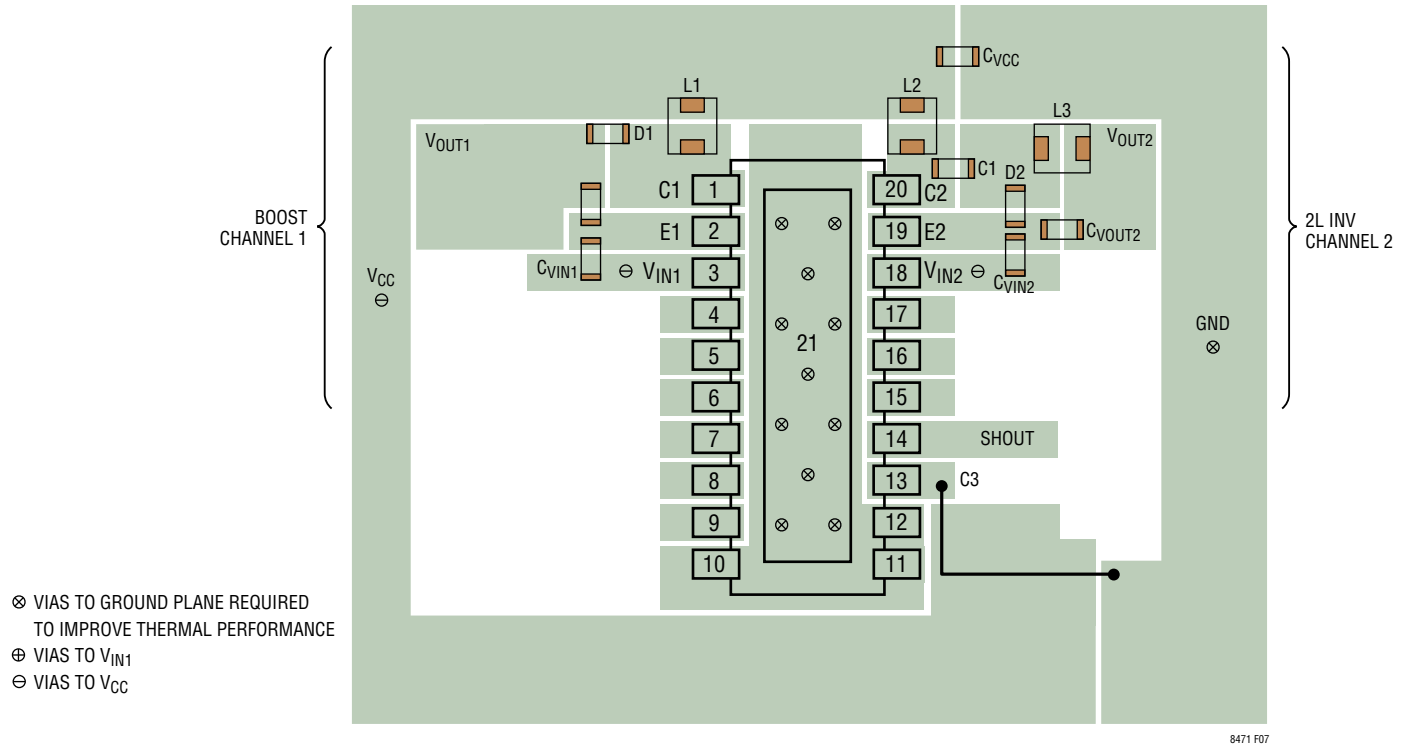 CVCC
L1
L2
L3
VOUT1
D1
VOUT2
C1
D2
C1
1
20
C2
BOOST
CHANNEL 1
E1
2
19
E2
CVOUT2
2L INV
CHANNEL 2
CVIN1
⊖
VIN1
3
18
VIN2
⊖
CVIN2
VCC
⊖
4
17
GND
⊗
21
5
16
6
15
7
14
SHOUT
8
13
C3
9
12
10
11
⊗ VIAS TO GROUND PLANE REQUIRED
TO IMPROVE THERMAL PERFORMANCE
⊕ VIAS TO VIN1
⊖ VIAS TO VCC
8471 F07